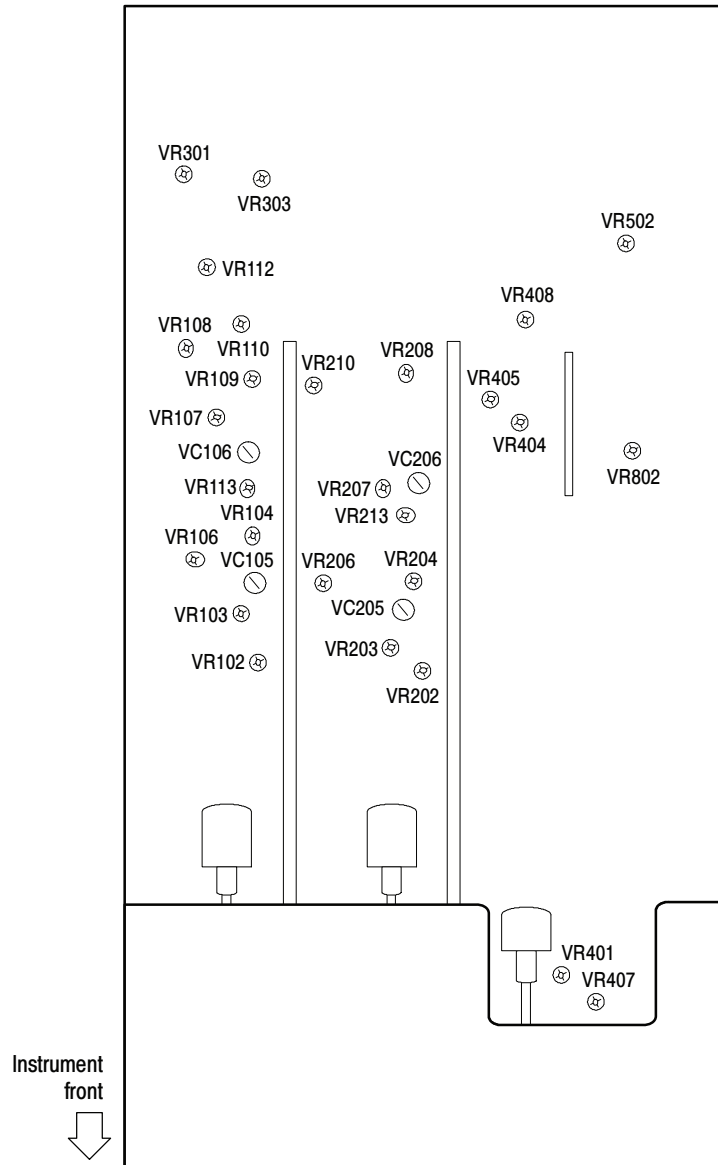 VR301
VR303
VR502
VR112
VR408
VR108
VR110
VR208
VR210
VR109
VR405
VR107
VR404
VC106
VC206
VR802
VR113
VR207
VR213
VR104
VR106
VC105
VR206
VR204
VC205
VR103
VR203
VR102
VR202
VR401
VR407
Instrument
front